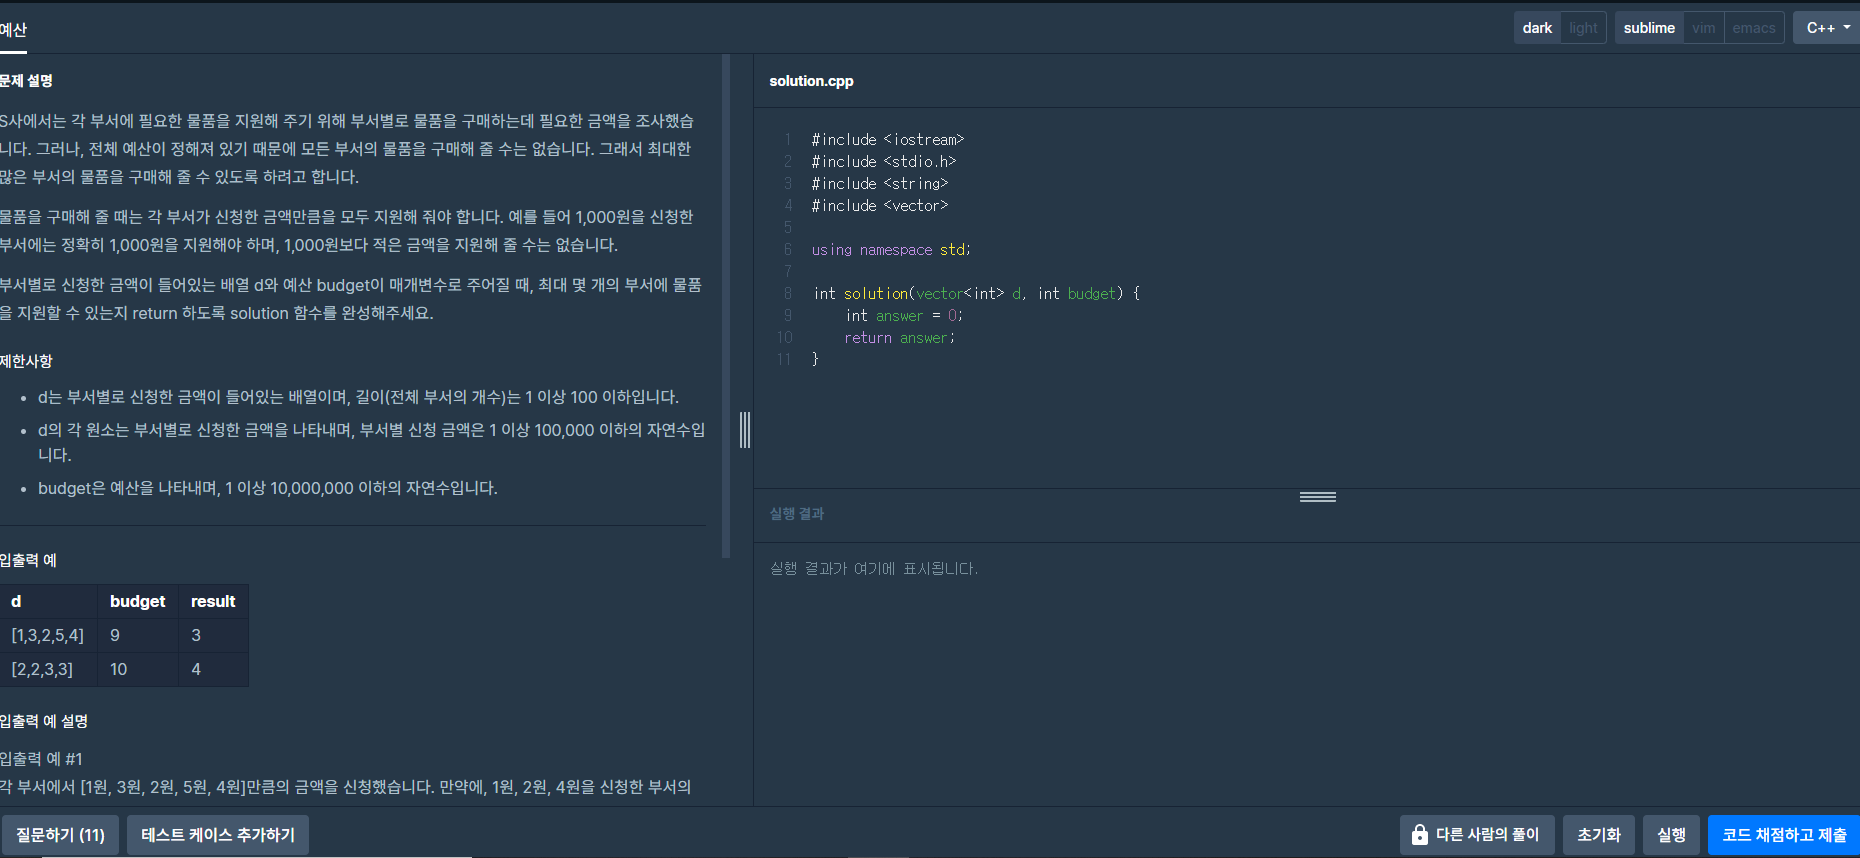 예산
dark light sublime vim emacs C++
문제 설명
S사에서는 각 부서에 필요한 물품을 지원해 주기 위해 부서별로 물품을 구매하는데 필요한 금액을 조사했습
니다. 그러나, 전체 예산이 정해져 있기 때문에 모든 부서의 물품을 구매해 줄 수는 없습니다. 그래서 최대한
많은 부서의 물품을 구매해 줄 수 있도록 하려고 합니다.
물품을 구매해 줄 때는 각 부서가 신청한 금액만큼을 모두 지원해 줘야 합니다. 예를 들어 1,000원을 신청한
부서에는 정확히 1,000원을 지원해야 하며, 1,000원보다 적은 금액을 지원해 줄 수는 없습니다.
부서별로 신청한 금액이 들어있는 배열 d와 예산 budget이 매개변수로 주어질 때, 최대 몇 개의 부서에 물품
을 지원할 수 있는지 return 하도록 solution 함수를 완성해주세요.
제한사항
• d는 부서별로 신청한 금액이 들어있는 배열이며, 길이(전체 부서의 개수)는 1 이상 100 이하입니다.
• d의 각 원소는 부서별로 신청한 금액을 나타내며, 부서별 신청 금액은 1 이상 100,000 이하의 자연수입
니다.
• budget은 예산을 나타내며, 1 이상 10,000,000 이하의 자연수입니다.
입출력 예
d budget result
[1,3,2,5,4] 9 3
[2,2,3,3] 10 4
입출력 예 설명
입출력 예 #1
각 부서에서 [1원, 3원, 2원, 5원, 4원]만큼의 금액을 신청했습니다. 만약에, 1원, 2원, 4원을 신청한 부서의
solution.cpp
1 #include <iostream>
2 #include <stdio.h>
3 #include <string>
4 #include <vector>
5
6 using namespace std;
7
8 int solution(vector<int> d, int budget) {
9 int answer = 0;
10 return answer;
11 }
실행 결과
실행 결과가 여기에 표시됩니다.
질문하기 (11) 테스트 케이스 추가하기 다른 사람의 풀이 초기화 실행 코드 채점하고 제출